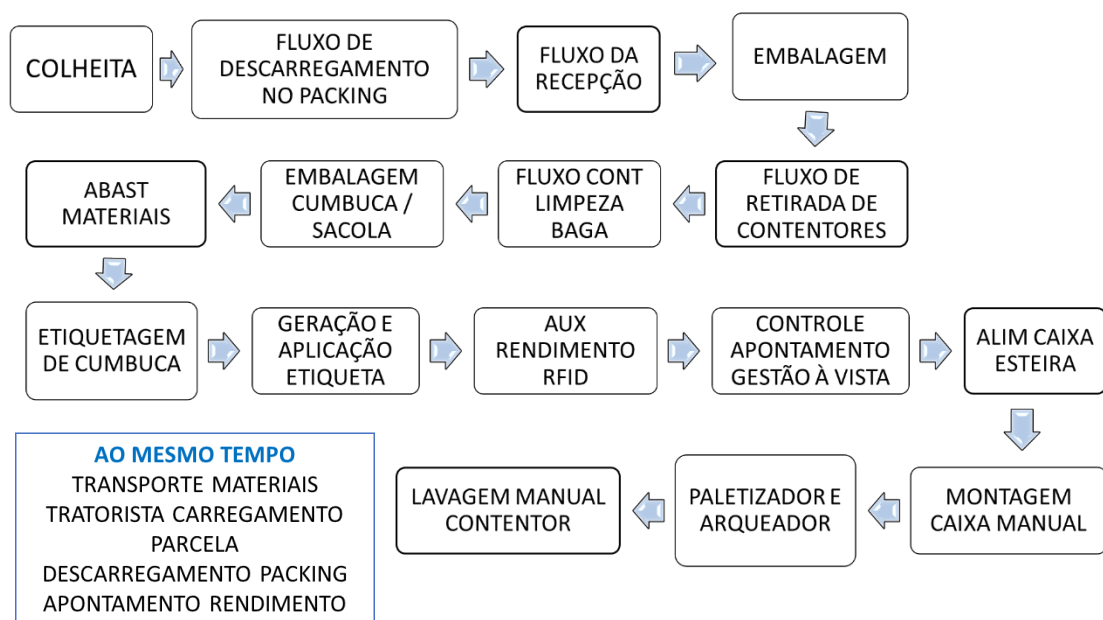 COLHEITA
FLUXO DE
DESCARREGAMENTO
NO PACKING
FLUXO DA
RECEPÇÃO
EMBALAGEM
FLUXO DE
RETIRADA DE
CONTENTORES
FLUXO CONT
LIMPEZA
BAGA
EMBALAGEM
CUMBUCA /
SACOLA
ABAST
MATERIAIS
ETIQUETAGEM
DE CUMBUCA
GERAÇÃO E
APLICAÇÃO
ETIQUETA
AUX
RENDIMENTO
RFID
CONTROLE
APONTAMENTO
GESTÃO À VISTA
ALIM CAIXA
ESTEIRA
MONTAGEM
CAIXA MANUAL
PALETIZADOR E
ARQUEADOR
LAVAGEM MANUAL
CONTENTOR
AO MESMO TEMPO
TRANSPORTE MATERIAIS
TRATORISTA CARREGAMENTO
PARCELA
DESCARREGAMENTO PACKING
APONTAMENTO RENDIMENTO